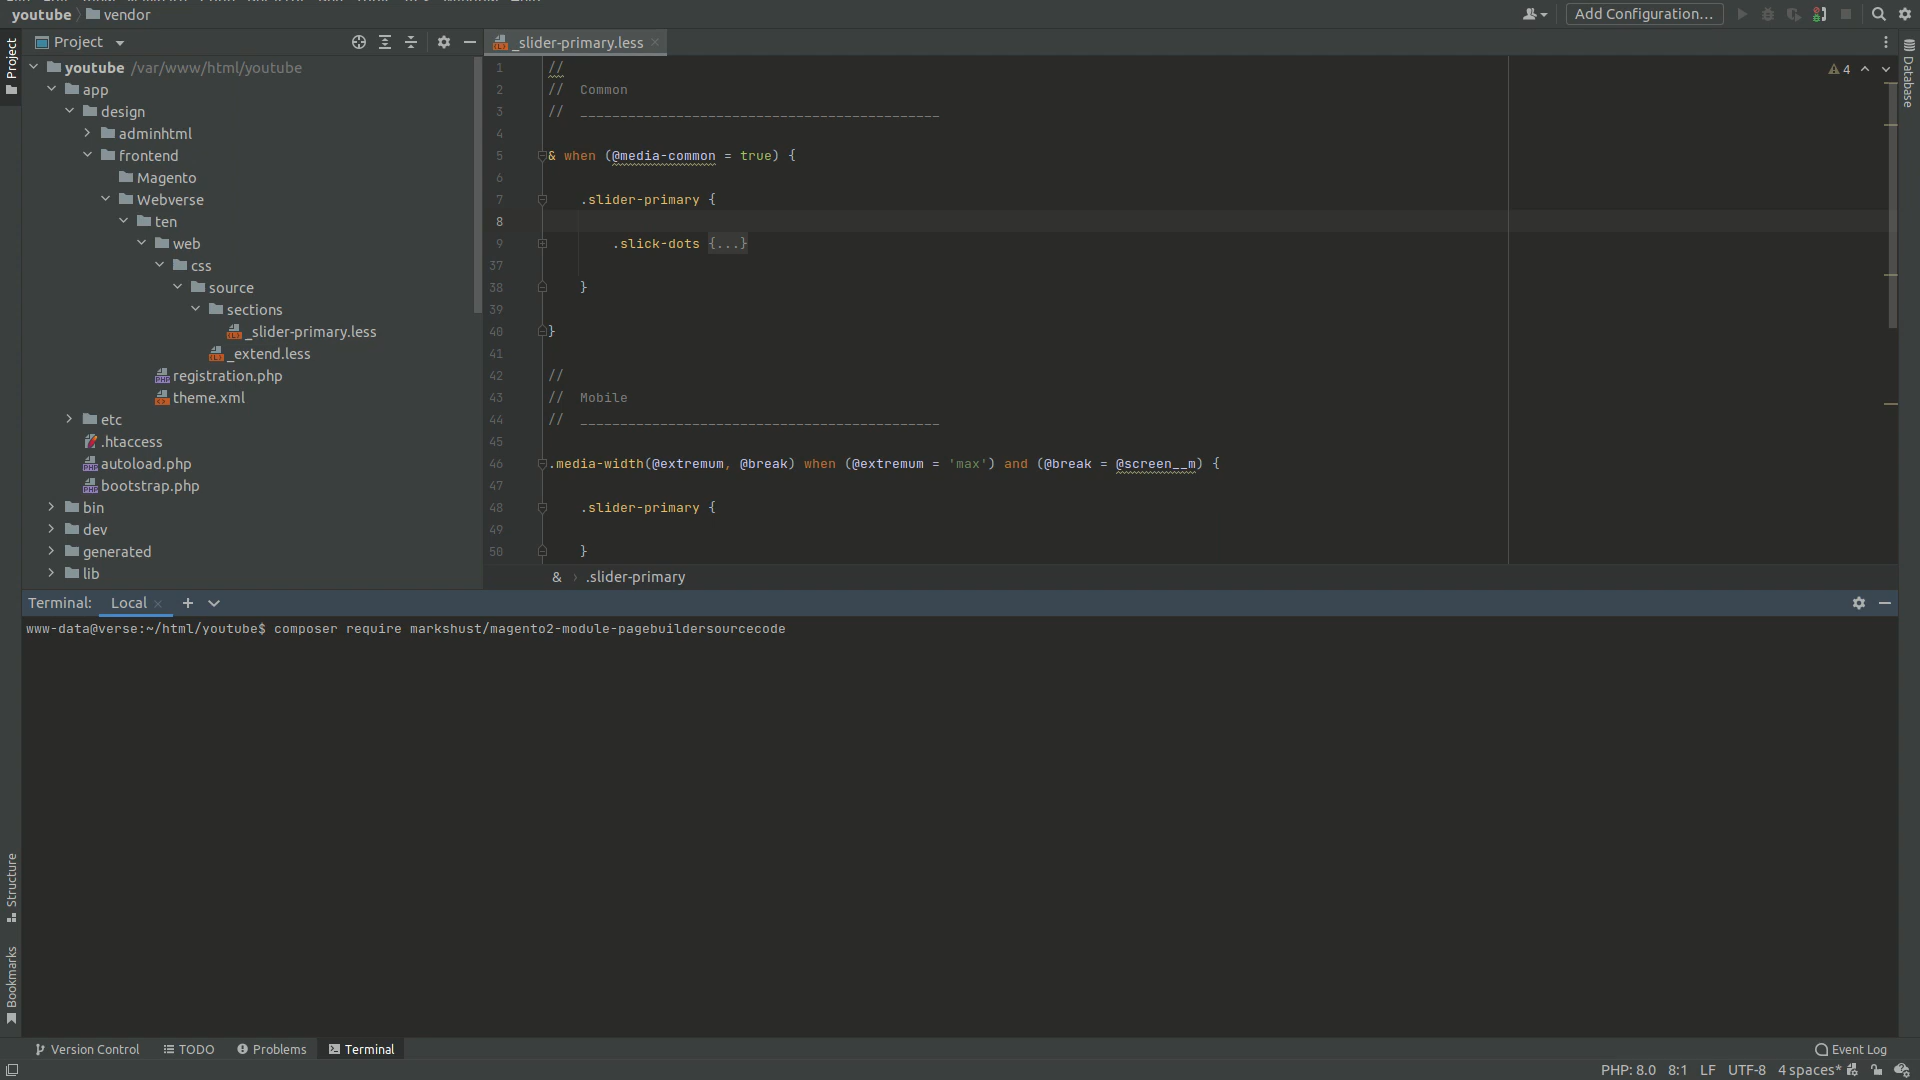 youtube vendor
Add Configuration...
Project
Project
youtube /var/www/html/youtube
app
design
adminhtml
frontend
Magento
Webverse
ten
web
css
source
sections
_slider-primary.less
_extend.less
registration.php
theme.xml
etc
.htaccess
autoload.php
bootstrap.php
bin
dev
generated
lib
_slider-primary.less
4
1 //
2 // Common
3 // _____________________________________________
4
5 & when (@media-common = true) {
6
7 .slider-primary {
8
9 .slick-dots {...}
37
38 }
39
40 }
41
42 //
43 // Mobile
44 // _____________________________________________
45
46 .media-width(@extremum, @break) when (@extremum = 'max') and (@break = @screen__m) {
47
48 .slider-primary {
49
50 }
& › .slider-primary
Database
Terminal: Local
www-data@verse:~/html/youtube$ composer require markshust/magento2-module-pagebuildersourcecode
Structure
Bookmarks
Version Control TODO Problems Terminal
Event Log
PHP: 8.0 8:1 LF UTF-8 4 spaces*